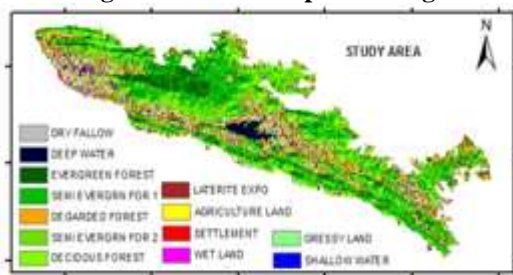 N
STUDY AREA
DRY FALLOW
DEEP WATER
EVERGREEN FOREST
SEMI EVERGRN FOR 1
DEGARDED FOREST
SEMI EVERGRN FOR 2
DECIDOUS FOREST
LATERITE EXPO
AGRICULTURE LAND
SETTLEMENT
WET LAND
GRESSY LAND
SHALLOW WATER